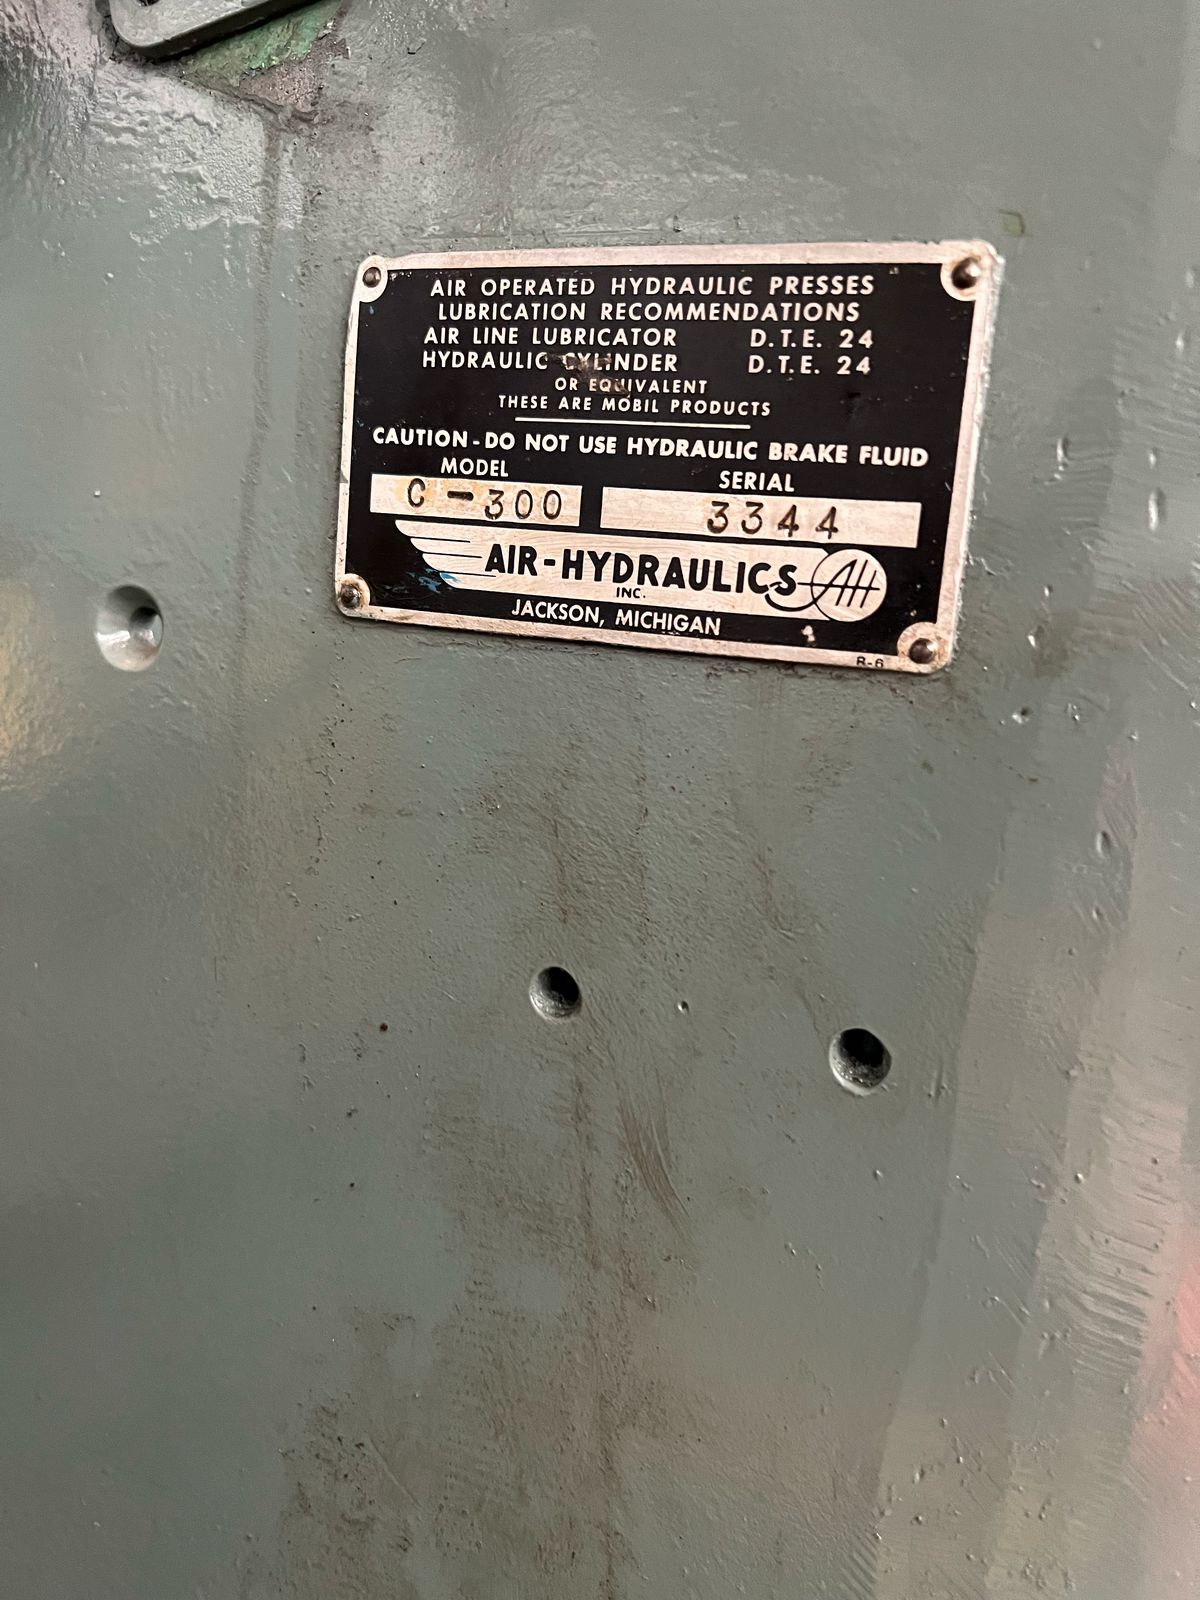 AIR OPERATED HYDRAULIC PRESSES
LUBRICATION RECOMMENDATIONS
AIR LINE LUBRICATOR D.T.E. 24
HYDRAULIC CYLINDER D.T.E. 24
OR EQUIVALENT
THESE ARE MOBIL PRODUCTS
CAUTION - DO NOT USE HYDRAULIC BRAKE FLUID
MODEL SERIAL
C - 300 3344
AIR-HYDRAULICS AH
INC.
JACKSON, MICHIGAN
R-6